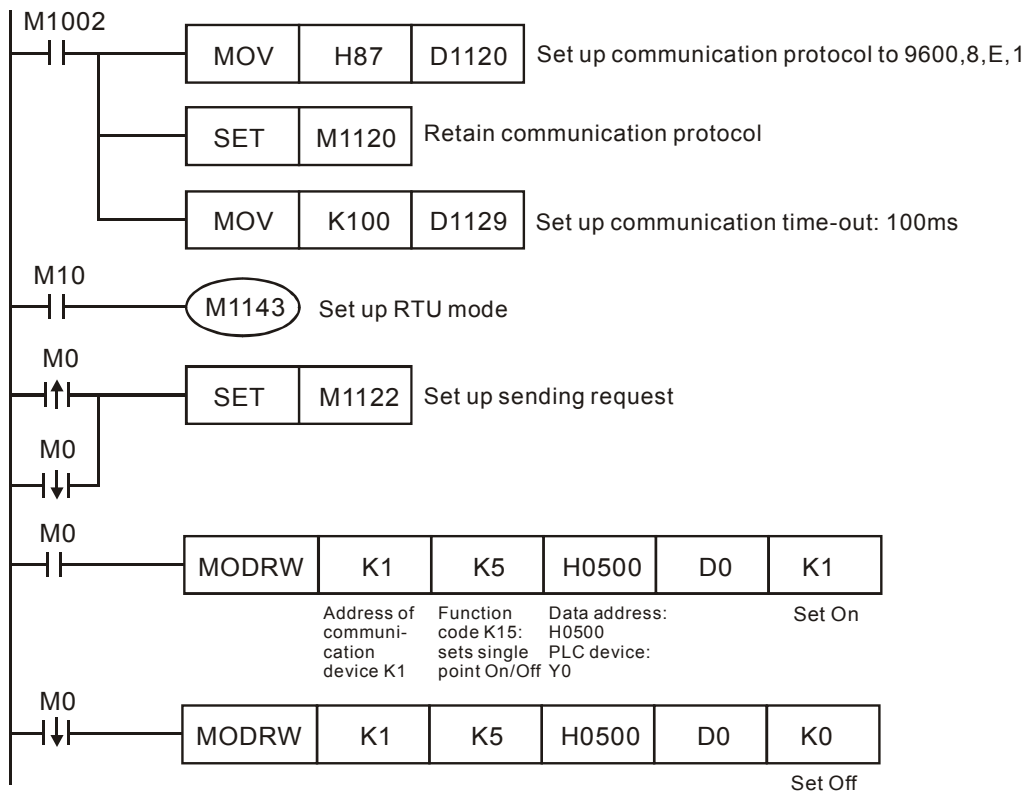 M1002
MOV H87 D1120 Set up communication protocol to 9600,8,E,1
SET M1120 Retain communication protocol
MOV K100 D1129 Set up communication time-out: 100ms
M10
M1143 Set up RTU mode
M0
SET M1122 Set up sending request
M0
M0
MODRW K1 K5 H0500 D0 K1
Address of
communi-
cation
device K1
Function
code K15:
sets single
point On/Off
Data address:
H0500
PLC device:
Y0
Set On
M0
MODRW K1 K5 H0500 D0 K0
Set Off